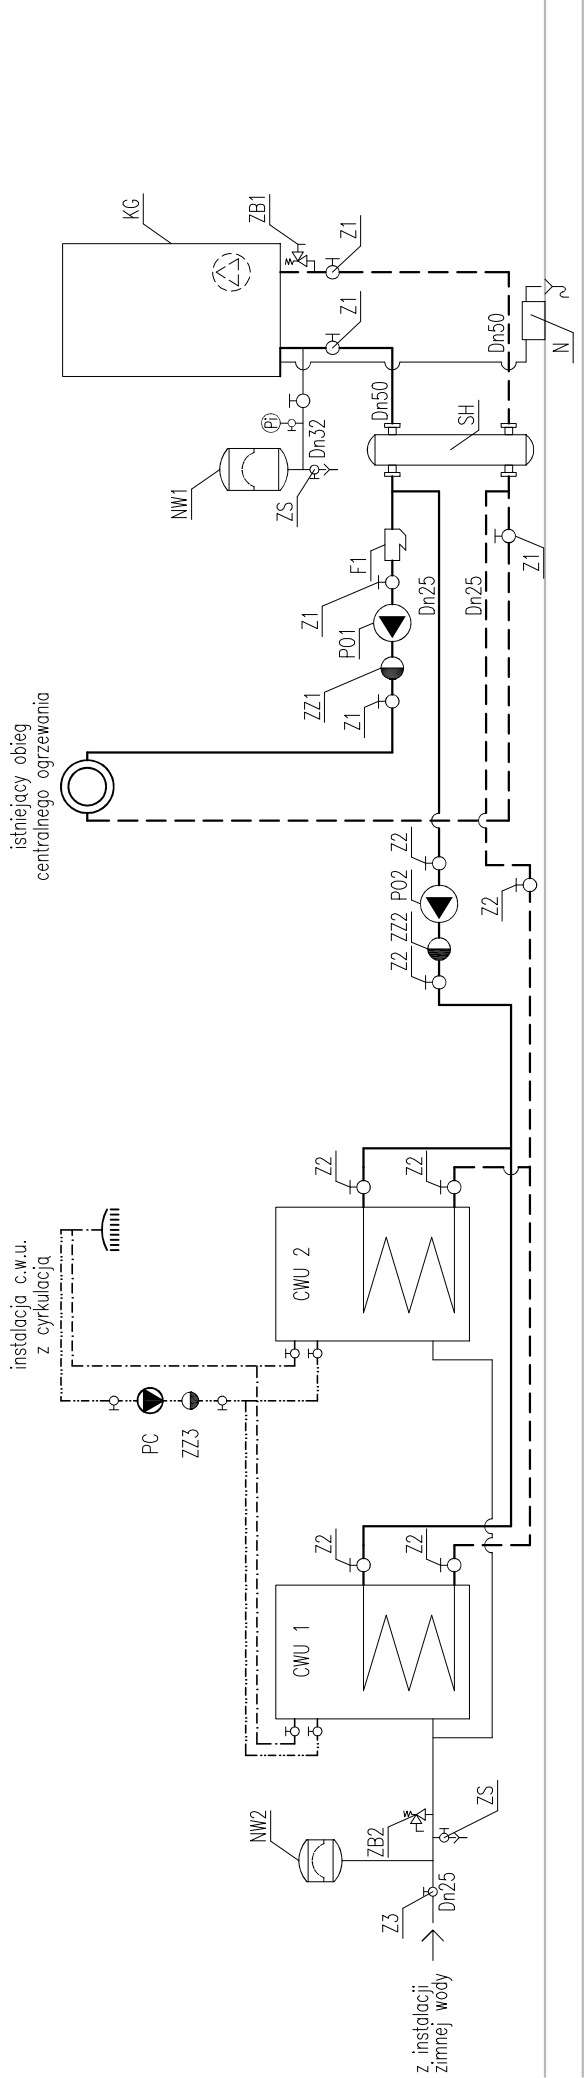 z instalacji
zimnej wody
Z3
Dn25
NW2
ZB2
ZS
CWU 1
Z2
Z2
instalacja c.w.u.
z cyrkulacją
PC
ZZ3
CWU 2
Z2
Z2
Z2
ZZ2
PO2
Z2
Z2
istniejący obieg
centralnego ogrzewania
Z1
ZZ1
PO1
Z1
F1
Dn25
Dn25
Z1
NW1
ZS
Pi
Dn32
Dn50
SH
Dn50
N
KG
ZB1
Z1
Z1